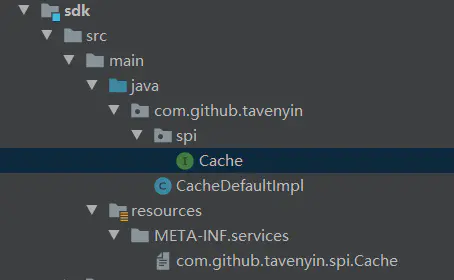 sdk
src
main
java
com.github.tavenyin
spi
I Cache
C CacheDefaultImpl
resources
META-INF.services
com.github.tavenyin.spi.Cache